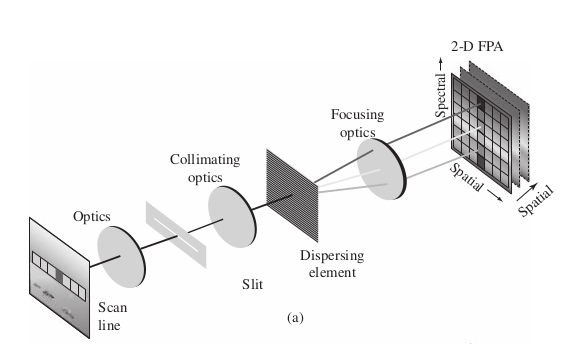 2-D FPA
Spectral
Focusing
optics
Collimating
optics
Spatial
Spatial
Optics
Dispersing
element
Slit
Scan
line
(a)